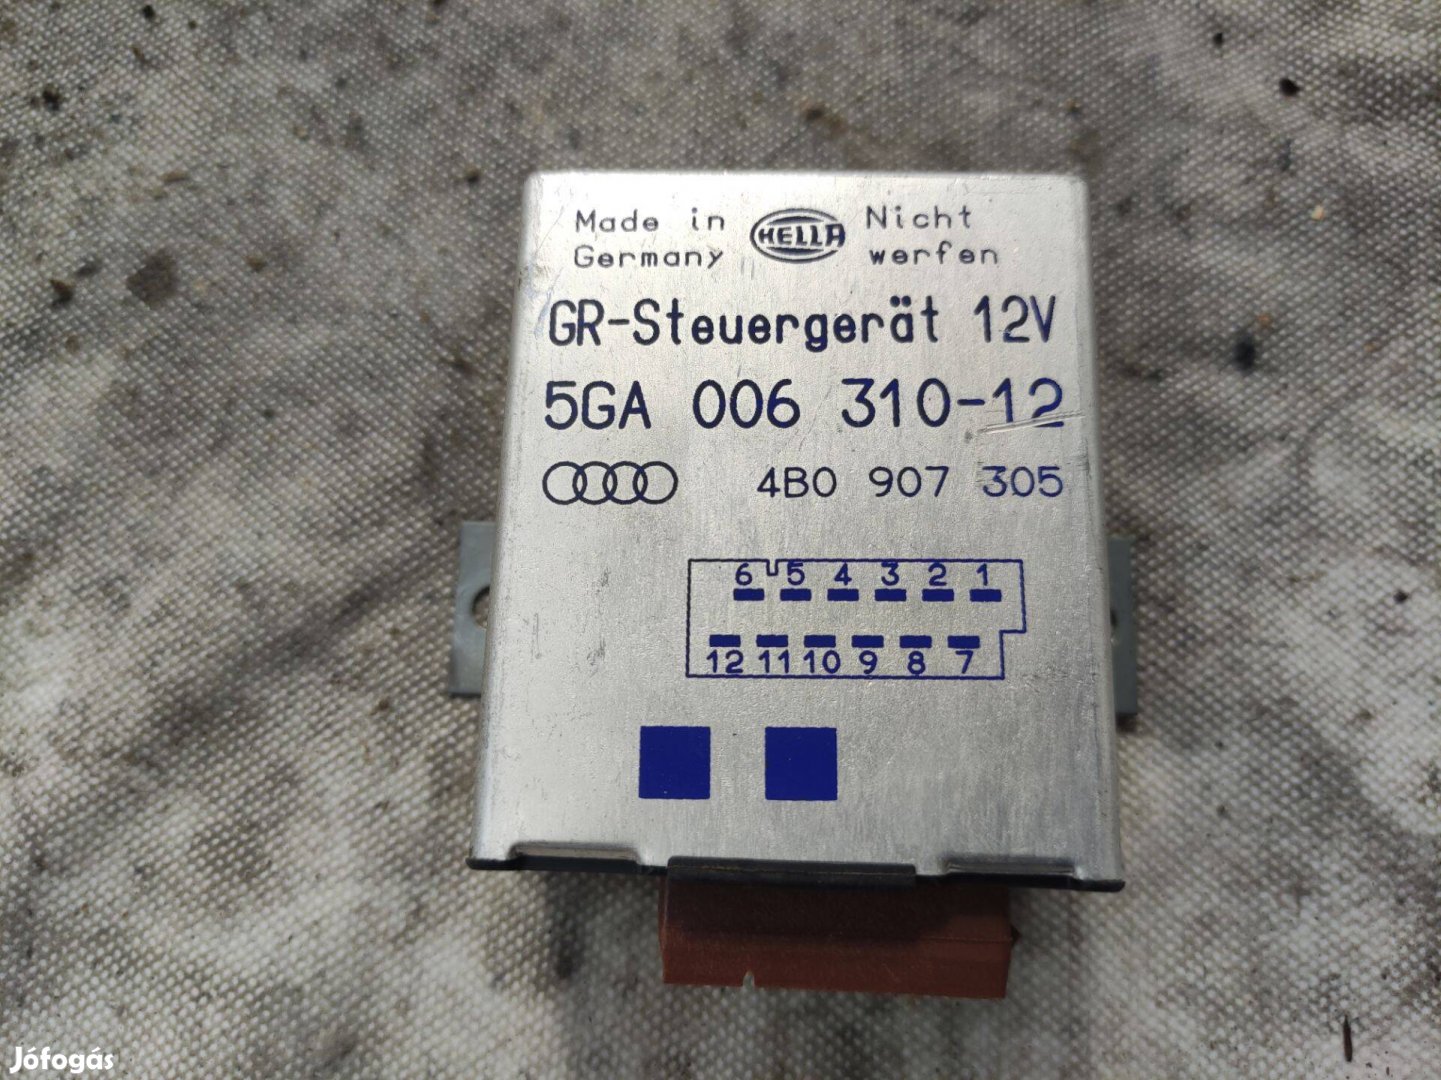 Made in HELLA Nicht
Germany werfen
GR-Steuergerät 12V
5GA 006 310-12
4B0 907 305
6 5 4 3 2 1
12 11 10 9 8 7
Jófogás